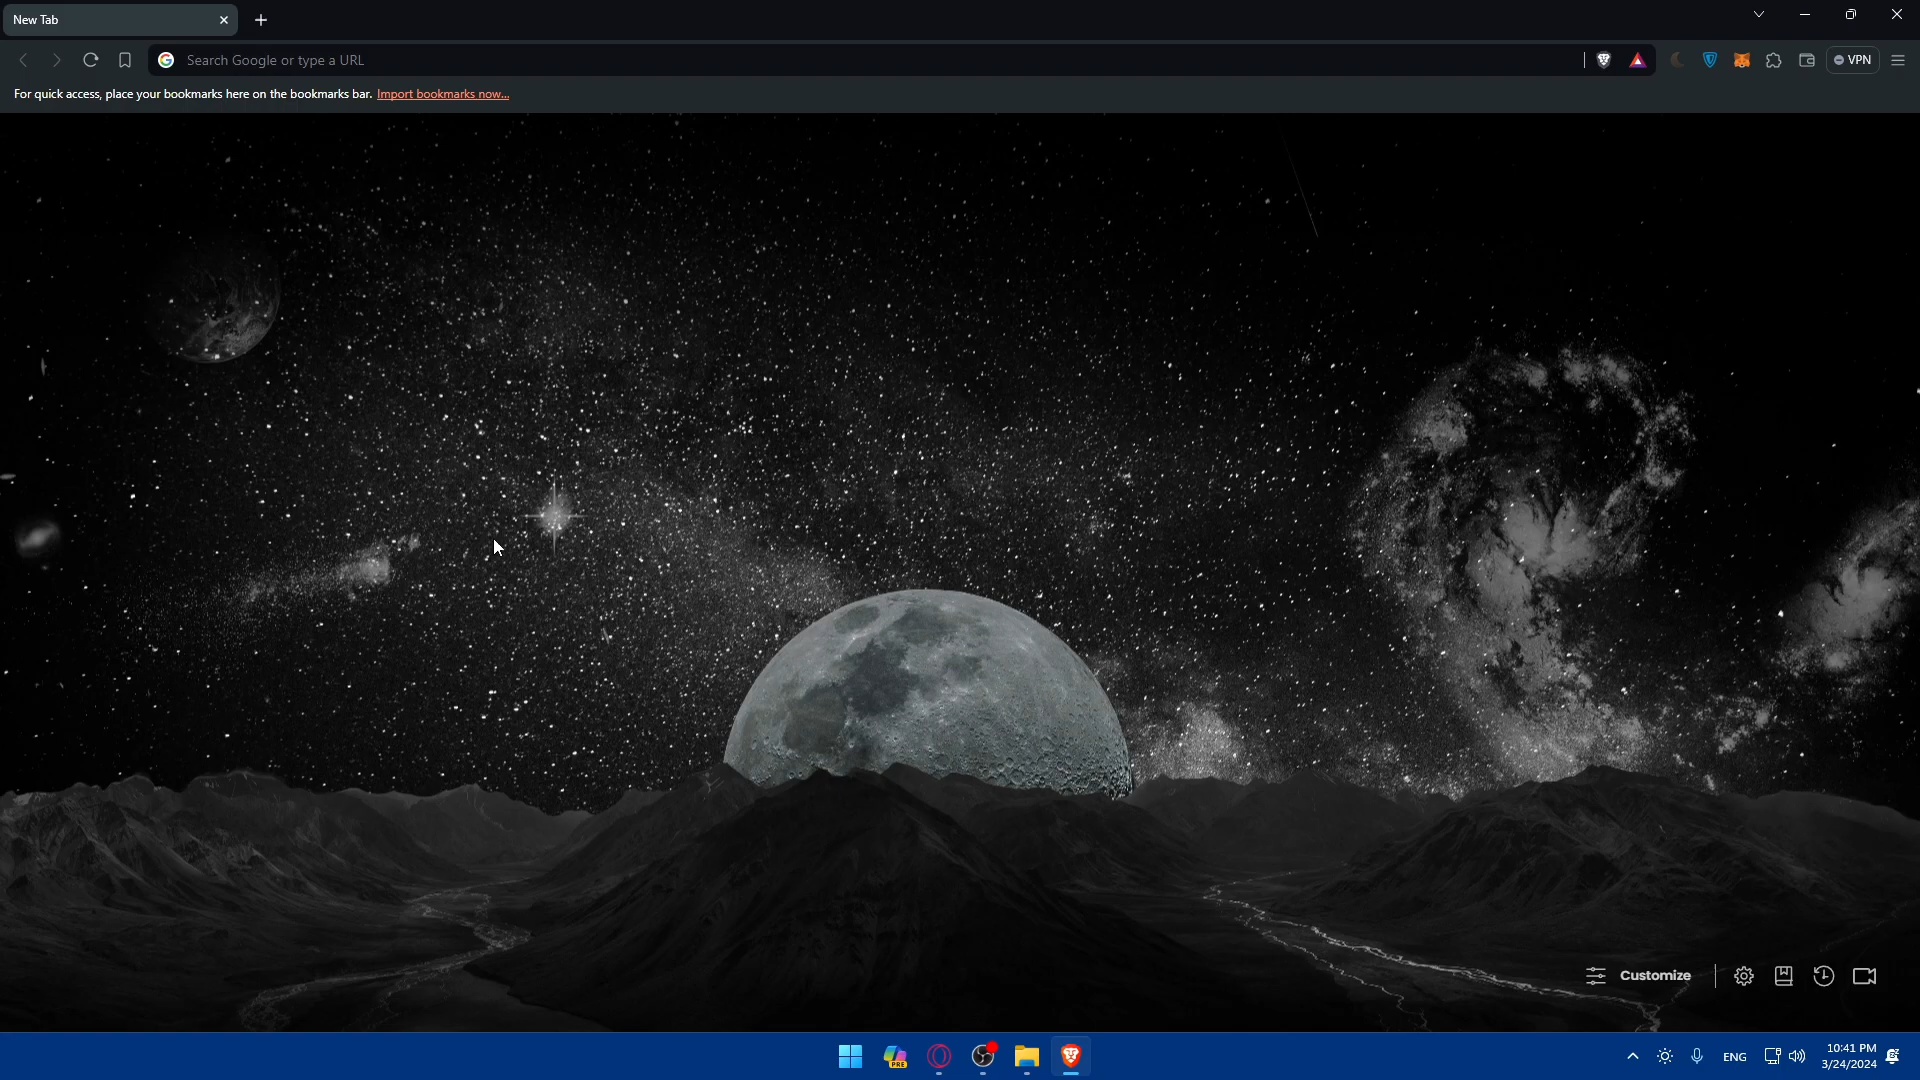 New Tab
Search Google or type a URL
VPN
For quick access, place your bookmarks here on the bookmarks bar. Import bookmarks now...
Customize
PRE
ENG
10:41 PM
3/24/2024